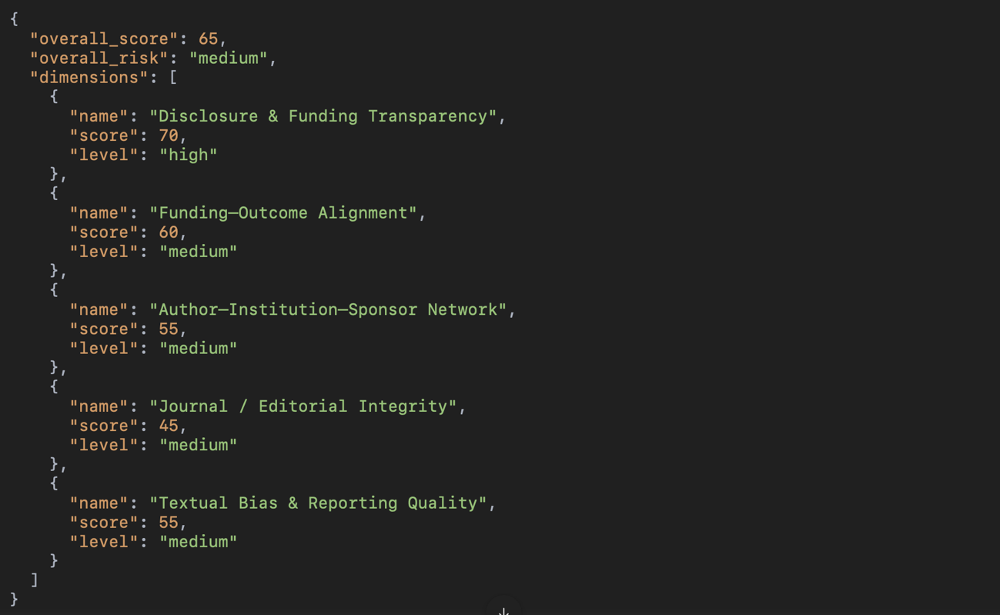 {
  "overall_score": 65,
  "overall_risk": "medium",
  "dimensions": [
    {
      "name": "Disclosure & Funding Transparency",
      "score": 70,
      "level": "high"
    },
    {
      "name": "Funding–Outcome Alignment",
      "score": 60,
      "level": "medium"
    },
    {
      "name": "Author–Institution–Sponsor Network",
      "score": 55,
      "level": "medium"
    },
    {
      "name": "Journal / Editorial Integrity",
      "score": 45,
      "level": "medium"
    },
    {
      "name": "Textual Bias & Reporting Quality",
      "score": 55,
      "level": "medium"
    }
  ]
}